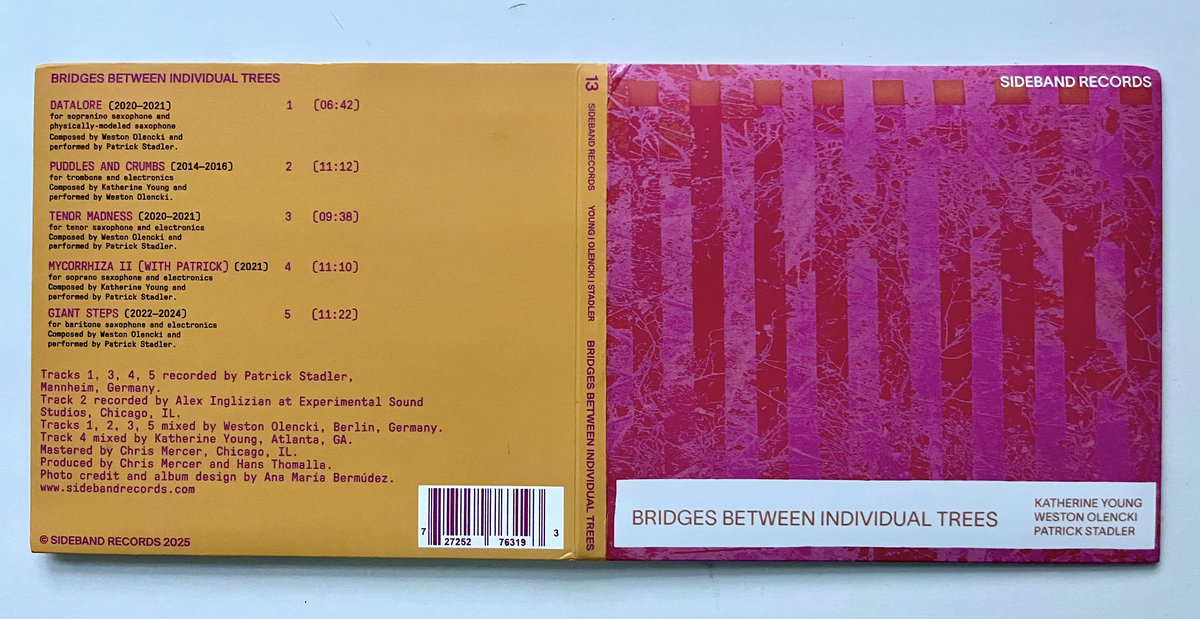 BRIDGES BETWEEN INDIVIDUAL TREES
DATALORE (2020–2021) 1 (06:42)
for sopranino saxophone and
physically-modeled saxophone
Composed by Weston Olencki and
performed by Patrick Stadler.
PUDDLES AND CRUMBS (2014–2016) 2 (11:12)
for trombone and electronics
Composed by Katherine Young and
performed by Weston Olencki.
TENOR MADNESS (2020–2021) 3 (09:38)
for tenor saxophone and electronics
Composed by Weston Olencki and
performed by Patrick Stadler.
MYCORRHIZA II (WITH PATRICK) (2021) 4 (11:10)
for soprano saxophone and electronics
Composed by Katherine Young and
performed by Patrick Stadler.
GIANT STEPS (2022–2024) 5 (11:22)
for baritone saxophone and electronics
Composed by Weston Olencki and
performed by Patrick Stadler.
Tracks 1, 3, 4, 5 recorded by Patrick Stadler,
Mannheim, Germany.
Track 2 recorded by Alex Inglizian at Experimental Sound
Studios, Chicago, IL.
Tracks 1, 2, 3, 5 mixed by Weston Olencki, Berlin, Germany.
Track 4 mixed by Katherine Young, Atlanta, GA.
Mastered by Chris Mercer, Chicago, IL.
Produced by Chris Mercer and Hans Thomalla.
Photo credit and album design by Ana María Bermúdez.
www.sidebandrecords.com
© SIDEBAND RECORDS 2025
7 27252 76319 3
13 SIDEBAND RECORDS YOUNG | OLENCKI | STADLER BRIDGES BETWEEN INDIVIDUAL TREES
SIDEBAND RECORDS
BRIDGES BETWEEN INDIVIDUAL TREES
KATHERINE YOUNG
WESTON OLENCKI
PATRICK STADLER